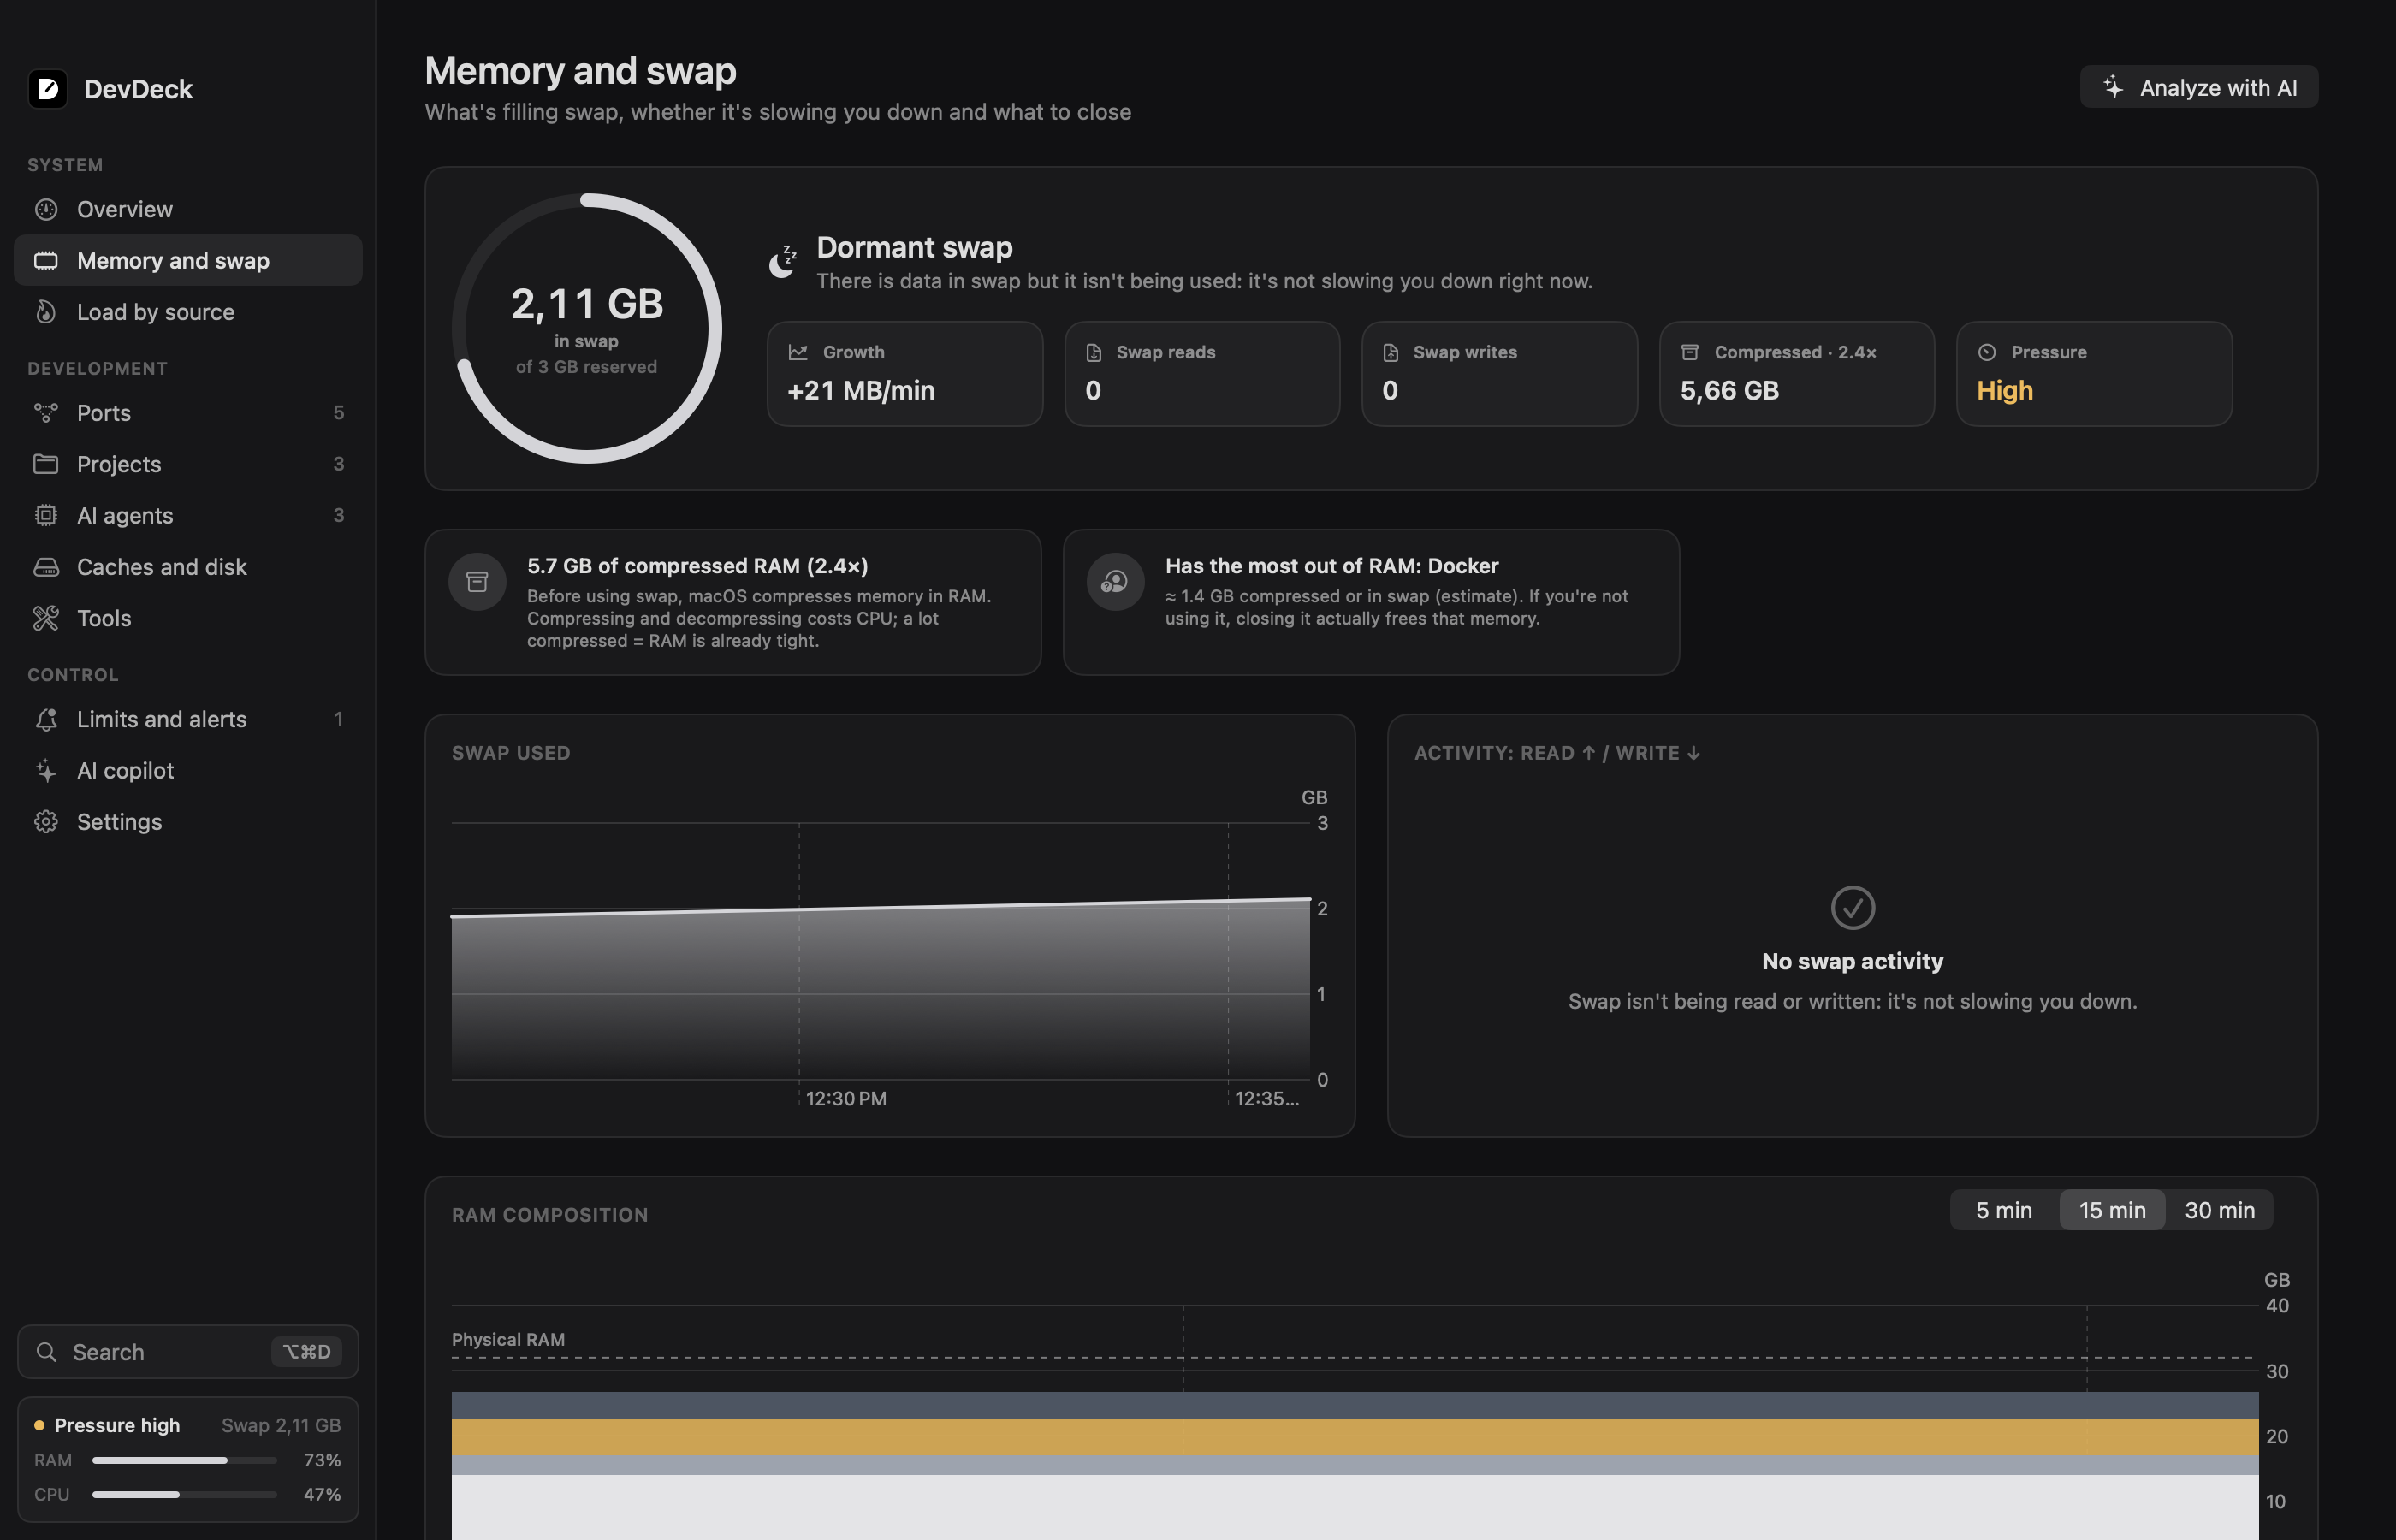 DevDeck
SYSTEM
Overview
Memory and swap
Load by source
DEVELOPMENT
Ports 5
Projects 3
AI agents 3
Caches and disk
Tools
CONTROL
Limits and alerts 1
AI copilot
Settings
Search ⌥⌘D
Pressure high Swap 2,11 GB
RAM 73%
CPU 47%
Memory and swap
What's filling swap, whether it's slowing you down and what to close
Analyze with AI
2,11 GB
in swap
of 3 GB reserved
Dormant swap
There is data in swap but it isn't being used: it's not slowing you down right now.
Growth
+21 MB/min
Swap reads
0
Swap writes
0
Compressed · 2.4×
5,66 GB
Pressure
High
5.7 GB of compressed RAM (2.4×)
Before using swap, macOS compresses memory in RAM.
Compressing and decompressing costs CPU; a lot
compressed = RAM is already tight.
Has the most out of RAM: Docker
≈ 1.4 GB compressed or in swap (estimate). If you're not
using it, closing it actually frees that memory.
SWAP USED
GB
3
2
1
0
12:30 PM 12:35...
ACTIVITY: READ ↑ / WRITE ↓
No swap activity
Swap isn't being read or written: it's not slowing you down.
RAM COMPOSITION
5 min 15 min 30 min
GB
40
Physical RAM
30
20
10